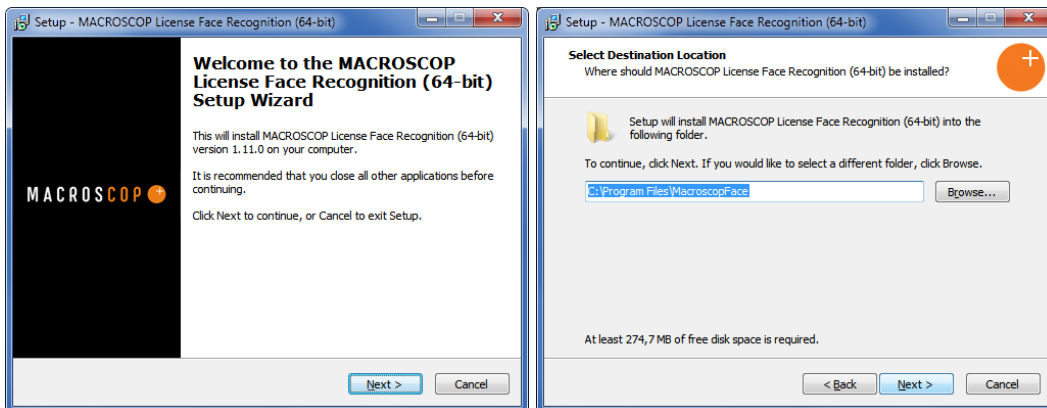 Setup - MACROSCOP License Face Recognition (64-bit)
Welcome to the MACROSCOP
License Face Recognition (64-bit)
Setup Wizard
This will install MACROSCOP License Face Recognition (64-bit)
version 1.11.0 on your computer.
It is recommended that you close all other applications before
continuing.
Click Next to continue, or Cancel to exit Setup.
MACROSCOP
Next >
Cancel
Setup - MACROSCOP License Face Recognition (64-bit)
Select Destination Location
Where should MACROSCOP License Face Recognition (64-bit) be installed?
Setup will install MACROSCOP License Face Recognition (64-bit) into the
following folder.
To continue, click Next. If you would like to select a different folder, click Browse.
C:\Program Files\MacroscopFace
Browse...
At least 274,7 MB of free disk space is required.
< Back
Next >
Cancel